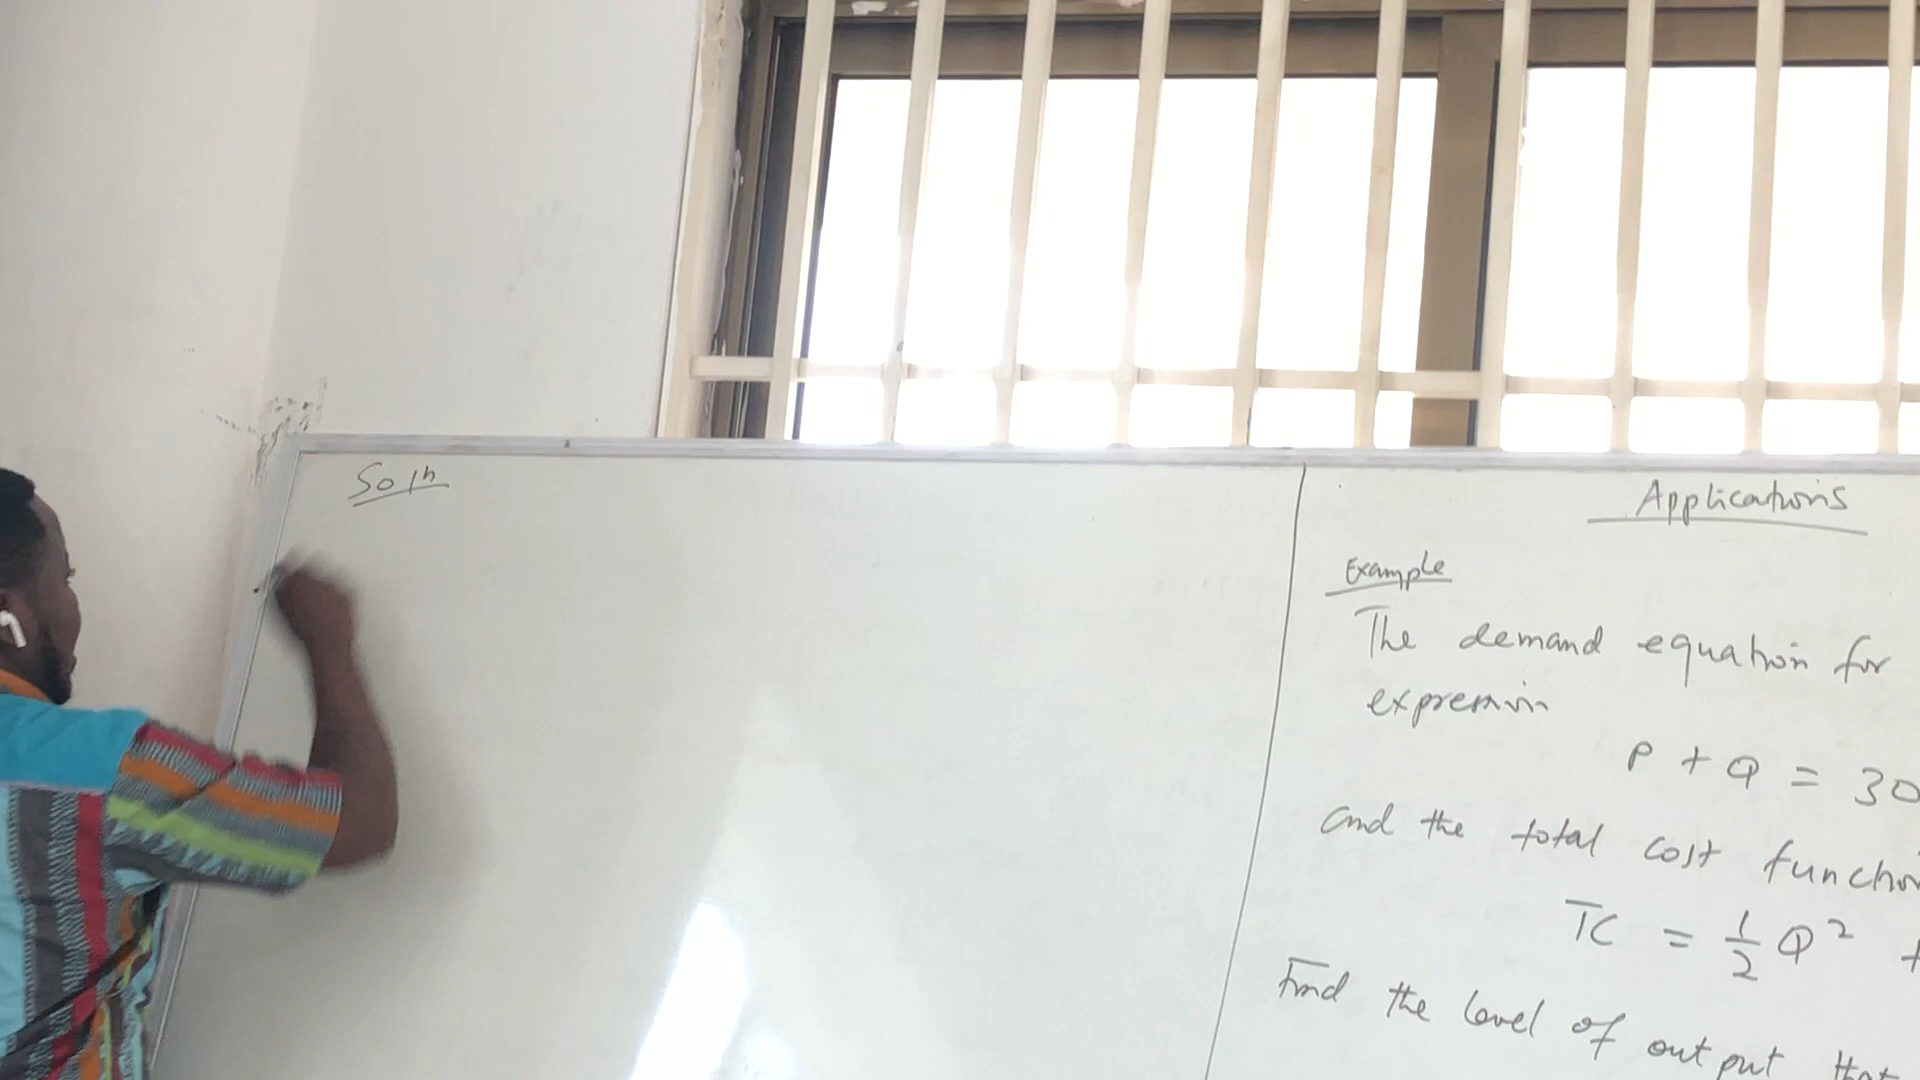 Soln
Applications
Example
The demand equation for
expression
P + Q = 30
and the total cost function
TC = 1/2 Q² +
Find the level of output that